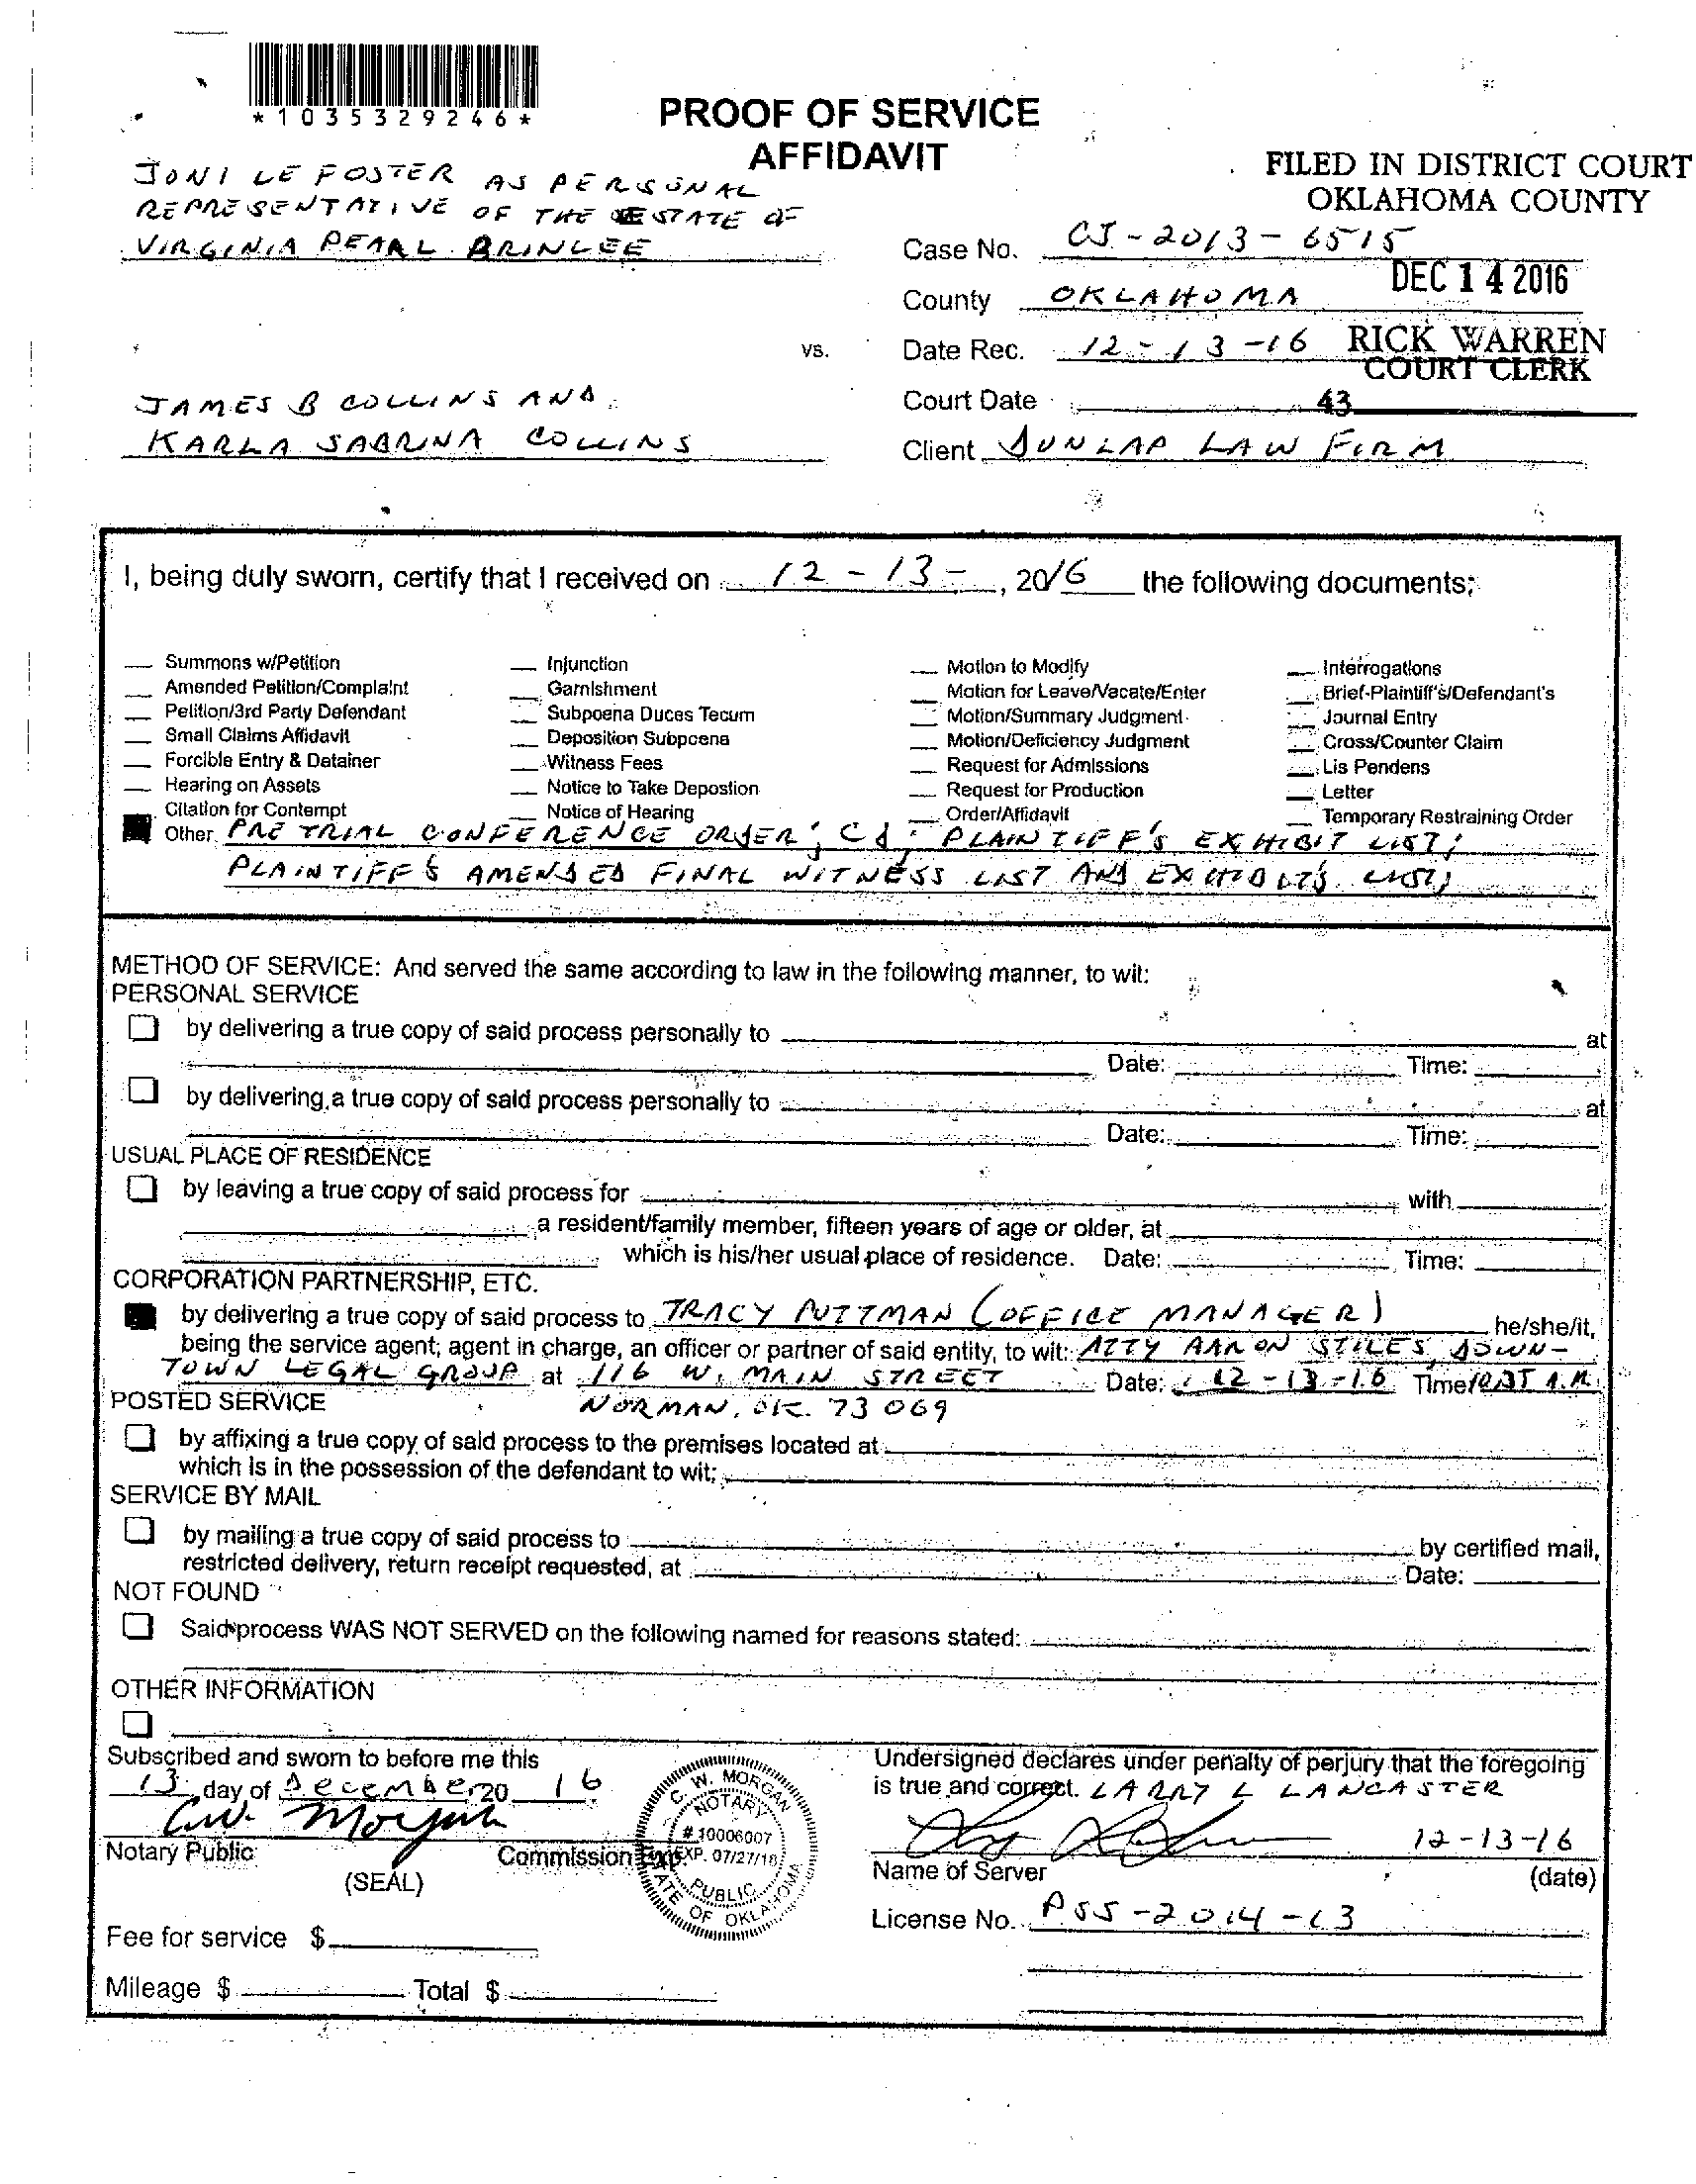 *1035329246*
PROOF OF SERVICE
AFFIDAVIT
FILED IN DISTRICT COURT
OKLAHOMA COUNTY
JONI LE FOSTER AS PERSONAL
REPRESENTATIVE OF THE ESTATE OF
VIRGINIA PEARL BRINLEE
Case No. CJ-2013-6515
DEC 14 2016
County OKLAHOMA
vs.
Date Rec. 12-13-16
RICK WARREN
COURT CLERK
JAMES B COLLINS AND
Court Date
43
KARLA SABRINA COLLINS
Client DUNLAP LAW FIRM
I, being duly sworn, certify that I received on 12-13-, 2016 the following documents;
Summons w/Petition Injunction Motion to Modify Interrogations
Amended Petition/Complaint Garnishment Motion for Leave/Vacate/Enter Brief-Plaintiff's/Defendant's
Petition/3rd Party Defendant Subpoena Duces Tecum Motion/Summary Judgment Journal Entry
Small Claims Affidavit Deposition Subpoena Motion/Deficiency Judgment Cross/Counter Claim
Forcible Entry & Detainer Witness Fees Request for Admissions Lis Pendens
Hearing on Assets Notice to Take Depostion Request for Production Letter
Citation for Contempt Notice of Hearing Order/Affidavit Temporary Restraining Order
Other PRE TRIAL CONFERENCE ORDER; CD; PLAINTIFF'S EXHIBIT LIST;
PLAINTIFF'S AMENDED FINAL WITNESS LIST AND EXHIBITS LIST;
METHOD OF SERVICE: And served the same according to law in the following manner, to wit:
PERSONAL SERVICE
by delivering a true copy of said process personally to at
Date: Time:
by delivering a true copy of said process personally to at
Date: Time:
USUAL PLACE OF RESIDENCE
by leaving a true copy of said process for with
a resident/family member, fifteen years of age or older, at
which is his/her usual place of residence. Date: Time:
CORPORATION PARTNERSHIP, ETC.
by delivering a true copy of said process to TRACY PUTTMAN (OFFICE MANAGER) he/she/it,
being the service agent; agent in charge, an officer or partner of said entity, to wit: ATTY AARON STILES, DOWN-
TOWN LEGAL GROUP at 116 W. MAIN STREET Date: 12-13-16 Time A.M.
POSTED SERVICE
NORMAN, OK. 73069
by affixing a true copy of said process to the premises located at
which is in the possession of the defendant to wit;
SERVICE BY MAIL
by mailing a true copy of said process to by certified mail,
restricted delivery, return receipt requested, at Date:
NOT FOUND
Said process WAS NOT SERVED on the following named for reasons stated:
OTHER INFORMATION
Subscribed and sworn to before me this
13 day of December 20 16
C.W. Morgan
Notary Public
(SEAL)
Commission Exp.
C. W. MORGAN
NOTARY
# 10006007
EXP. 07/27/18
PUBLIC
STATE OF OKLAHOMA
Undersigned declares under penalty of perjury that the foregoing
is true and correct. LARRY L LANCASTER
12-13-16
Name of Server (date)
License No. PSS-2014-13
Fee for service $
Mileage $ Total $